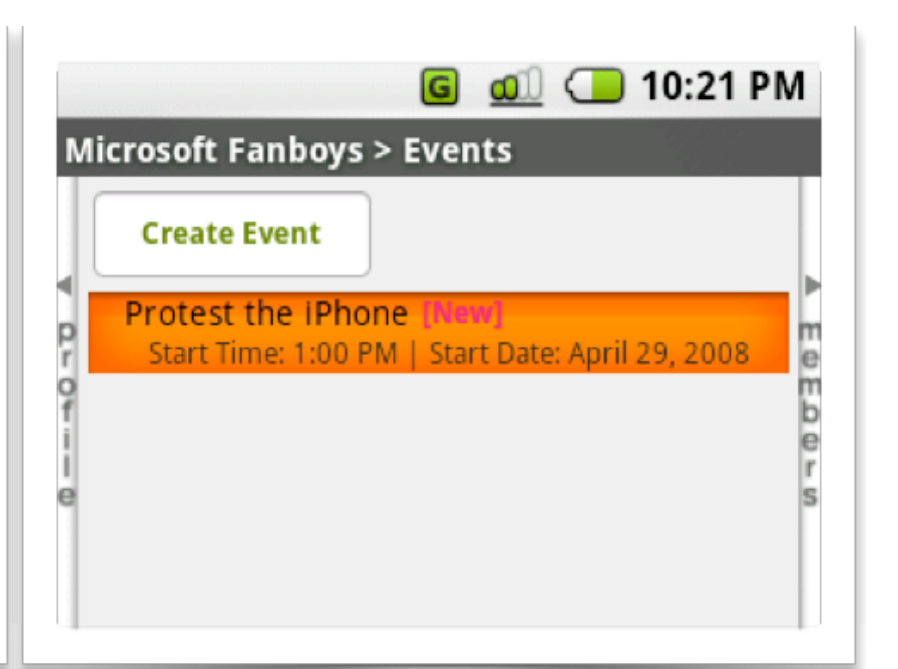 G 10:21 PM
Microsoft Fanboys > Events
Create Event
Protest the iPhone [New]
Start Time: 1:00 PM | Start Date: April 29, 2008
profile
members